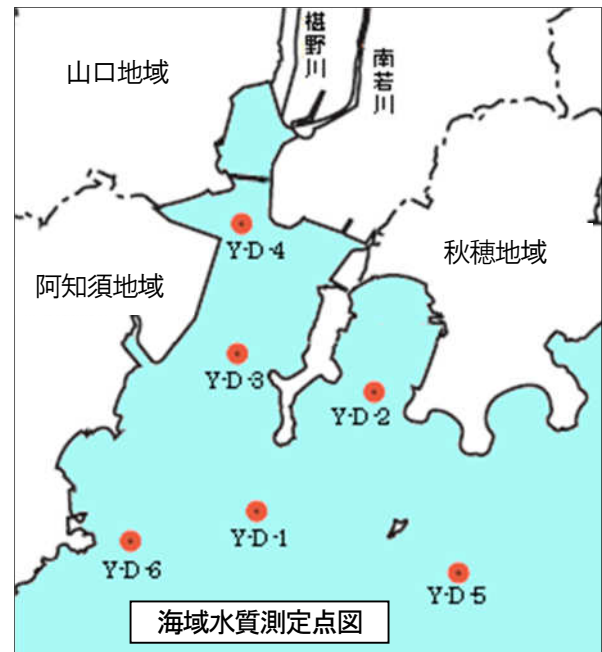 椹野川
南若川
山口地域
Y-D-4
秋穂地域
阿知須地域
Y-D-3
Y-D-2
Y-D-1
Y-D-6
Y-D-5
海域水質測定点図